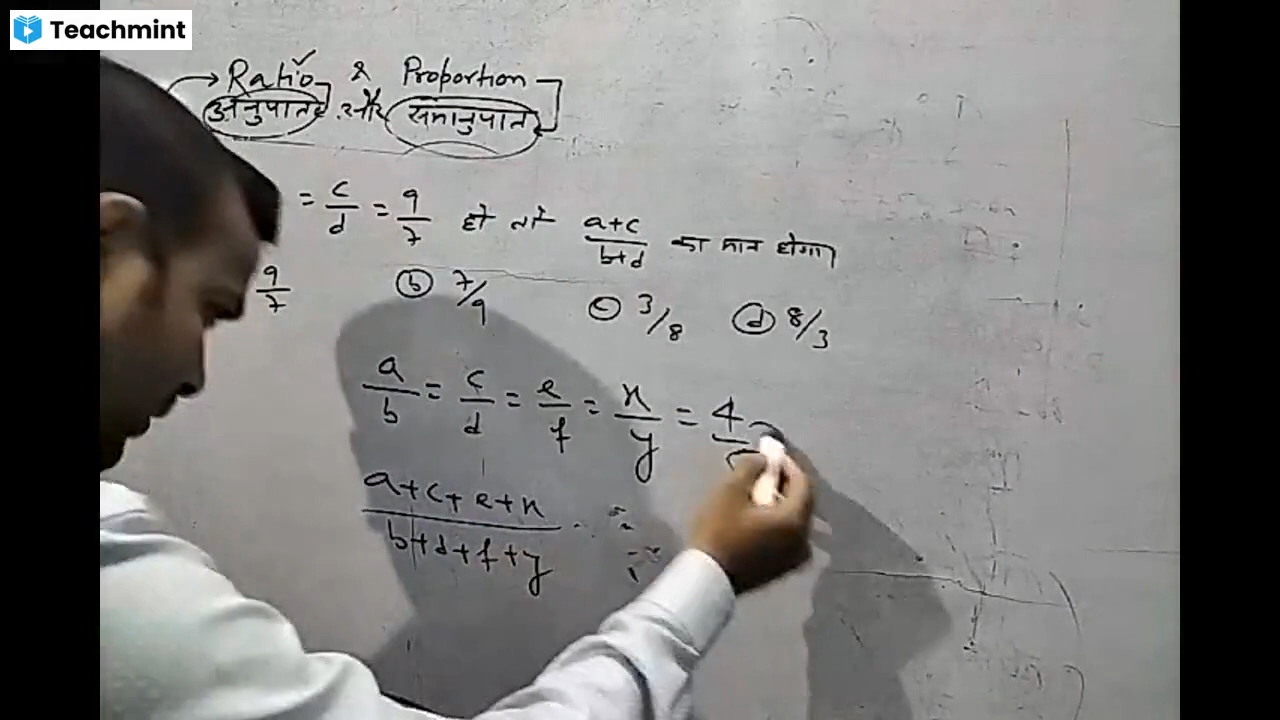 Teachmint
Ratio & Proportion
अनुपात और समानुपात
= c/d = 9/7 हो तो a+c/b+d का मान होगा।
9/7 (b) 7/9 (c) 3/8 (d) 8/3
a/b = c/d = e/f = x/y = 4/
a+c+e+x/b+d+f+y